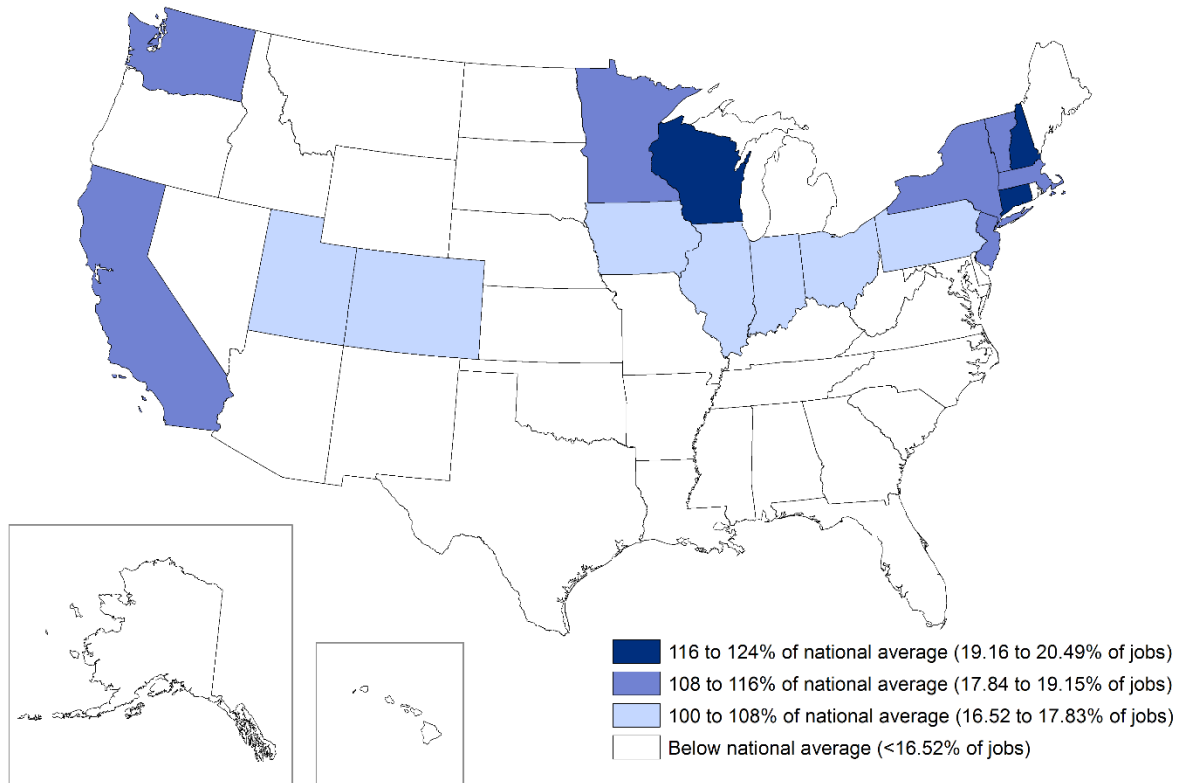 116 to 124% of national average (19.16 to 20.49% of jobs)
108 to 116% of national average (17.84 to 19.15% of jobs)
100 to 108% of national average (16.52 to 17.83% of jobs)
Below national average (<16.52% of jobs)